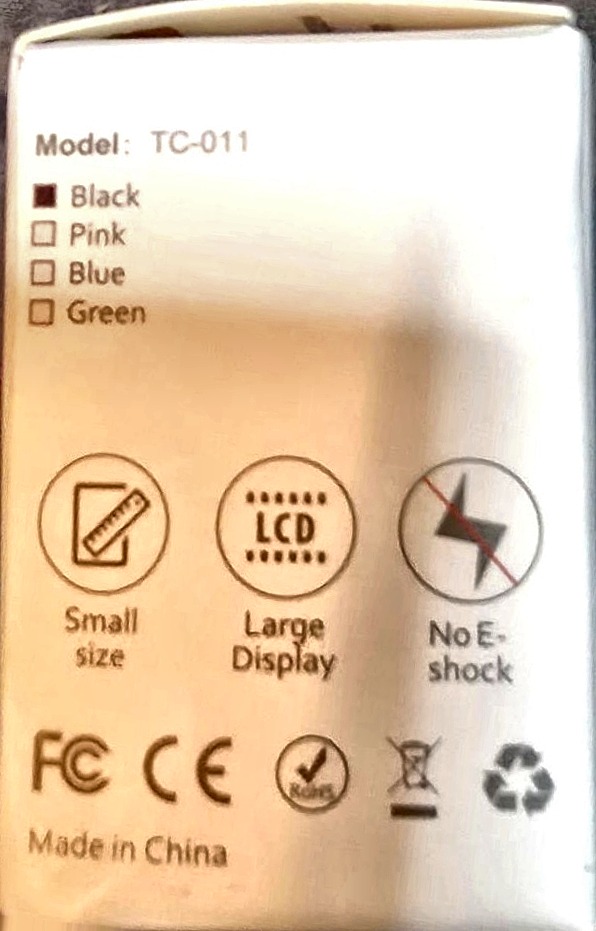 Model: TC-011
Black
Pink
Blue
Green
LCD
Small
size
Large
Display
No E-
shock
FC CE RoHS
Made in China